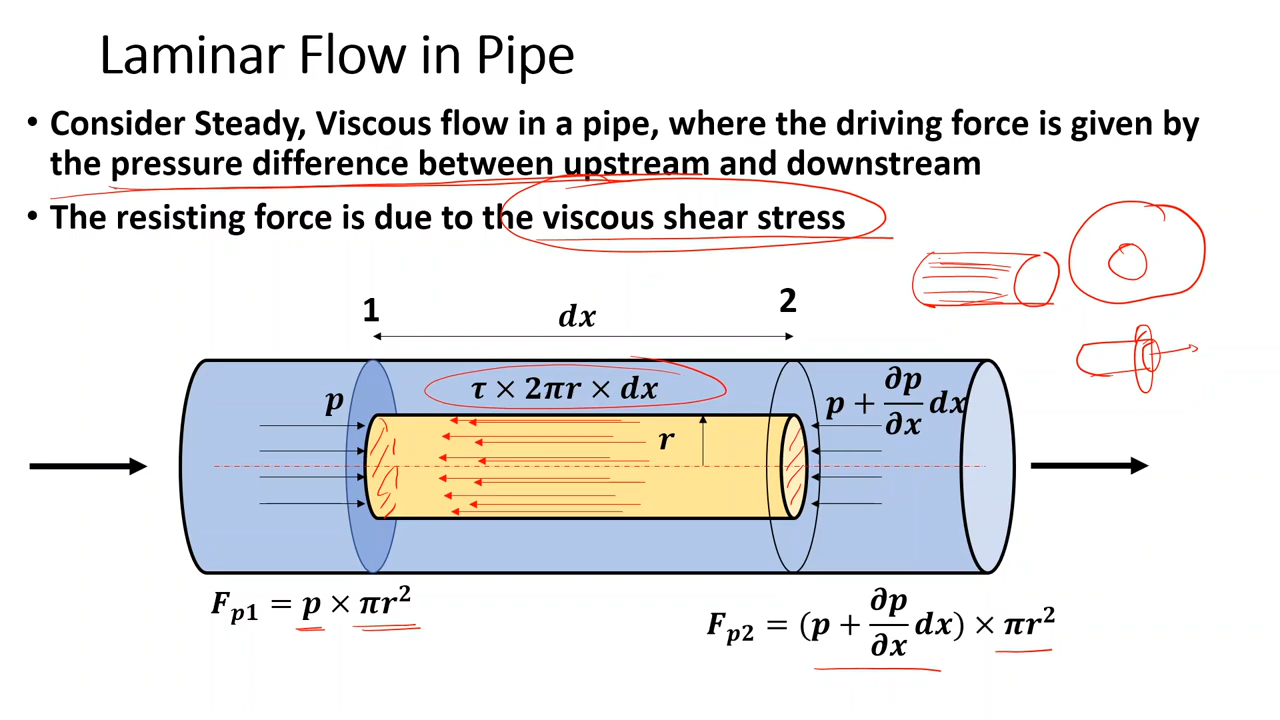 Laminar Flow in Pipe
• Consider Steady, Viscous flow in a pipe, where the driving force is given by
the pressure difference between upstream and downstream
• The resisting force is due to the viscous shear stress
1
2
dx
τ × 2πr × dx
p
r
p + ∂p/∂x dx
F_p1 = p × πr²
F_p2 = (p + ∂p/∂x dx) × πr²